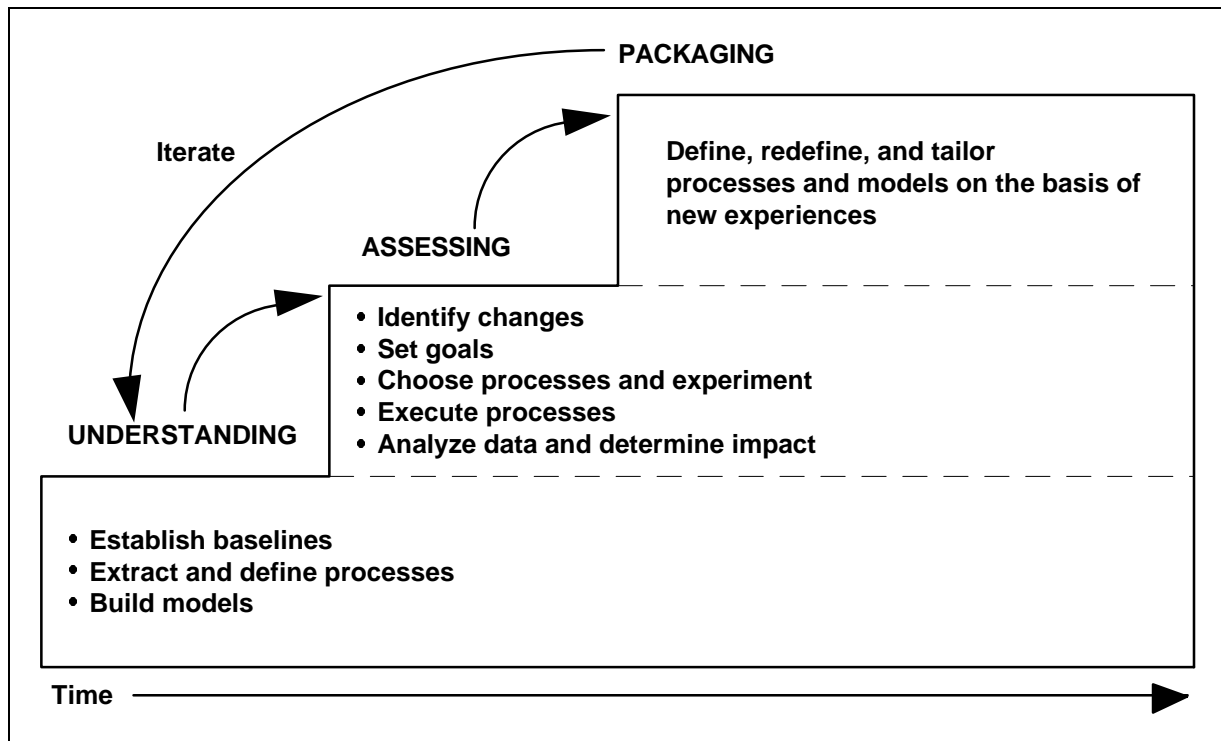 PACKAGING
Iterate
Define, redefine, and tailor
processes and models on the basis of
new experiences
ASSESSING
• Identify changes
• Set goals
• Choose processes and experiment
• Execute processes
• Analyze data and determine impact
UNDERSTANDING
• Establish baselines
• Extract and define processes
• Build models
Time